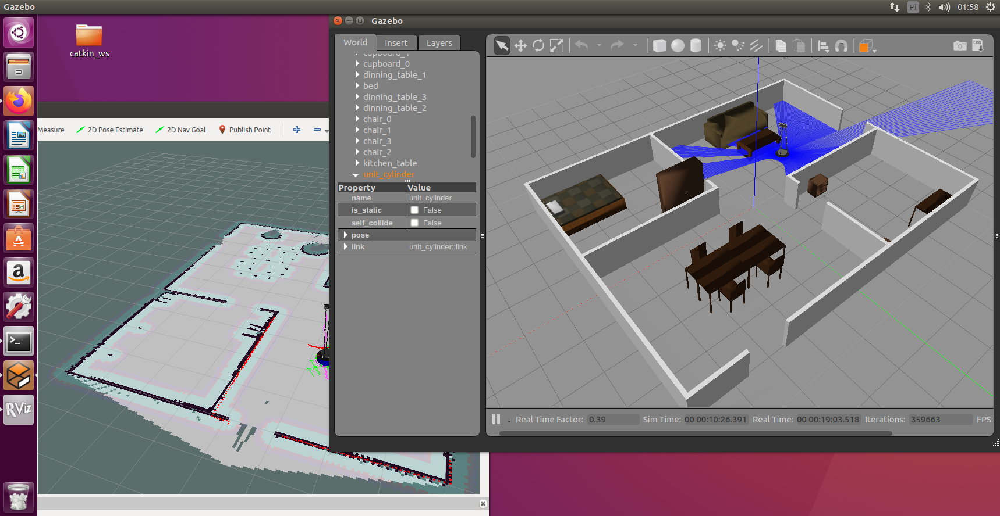 Gazebo
Pi
01:58
catkin_ws
Gazebo
World
Insert
Layers
cupboard_1
cupboard_0
dinning_table_1
bed
dinning_table_3
dinning_table_2
chair_0
chair_1
chair_3
chair_2
kitchen_table
unit_cylinder
Property Value
name unit_cylinder
is_static False
self_collide False
pose
link unit_cylinder::link
LOG
Measure 2D Pose Estimate 2D Nav Goal Publish Point
a
RViz
Real Time Factor: 0.39 Sim Time: 00 00:10:26.391 Real Time: 00 00:19:03.518 Iterations: 359663 FPS: